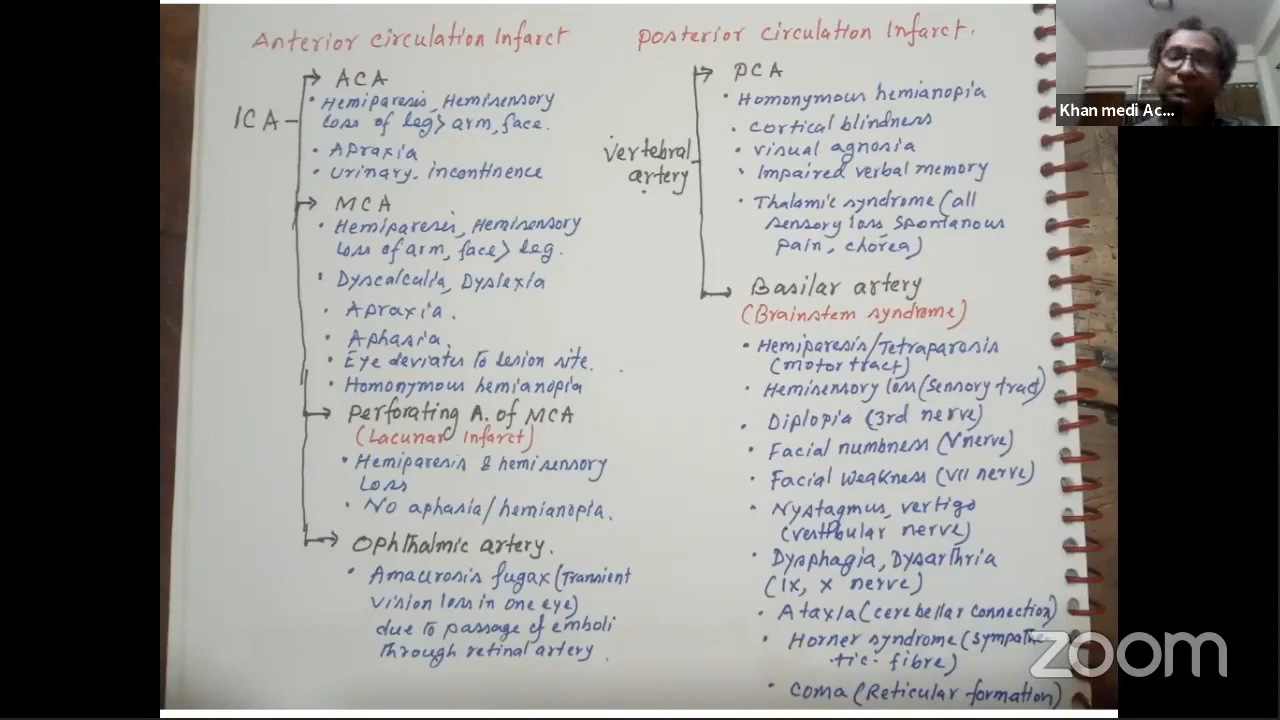 Anterior circulation Infarct
ICA
ACA
• Hemiparesis, Hemisensory
loss of leg> arm, face.
• Apraxia
• Urinary incontinence
MCA
• Hemiparesis, Hemisensory
loss of arm, face> leg.
• Dyscalculia, Dyslexia
• Apraxia.
• Aphasia,
• Eye deviates to lesion site.
• Homonymous hemianopia
Perforating A. of MCA
(Lacunar Infarct)
• Hemiparesis & hemisensory
Loss
• No aphasia/hemianopia.
Ophthalmic artery.
• Amaurosis fugax (Transient
vision loss in one eye)
due to passage of emboli
through retinal artery.
Posterior circulation Infarct.
Vertebral
artery
PCA
• Homonymous hemianopia
• Cortical blindness
• Visual agnosia
• Impaired verbal memory
• Thalamic syndrome (all
sensory loss, spontanous
pain, chorea)
Basilar artery
(Brainstem syndrome)
• Hemiparesis/Tetraparesis
(motor tract)
• Hemisensory loss (sensory tract)
• Diplopia (3rd nerve)
• Facial numbness (V nerve)
• Facial weakness (VII nerve)
• Nystagmus, vertigo
(vestibular nerve)
• Dysphagia, Dysarthria
(IX, X nerve)
• Ataxia (cerebellar connection)
• Horner syndrome (sympathe
-tic- fibre)
• Coma (Reticular formation)
Khan medi Ac...
zoom